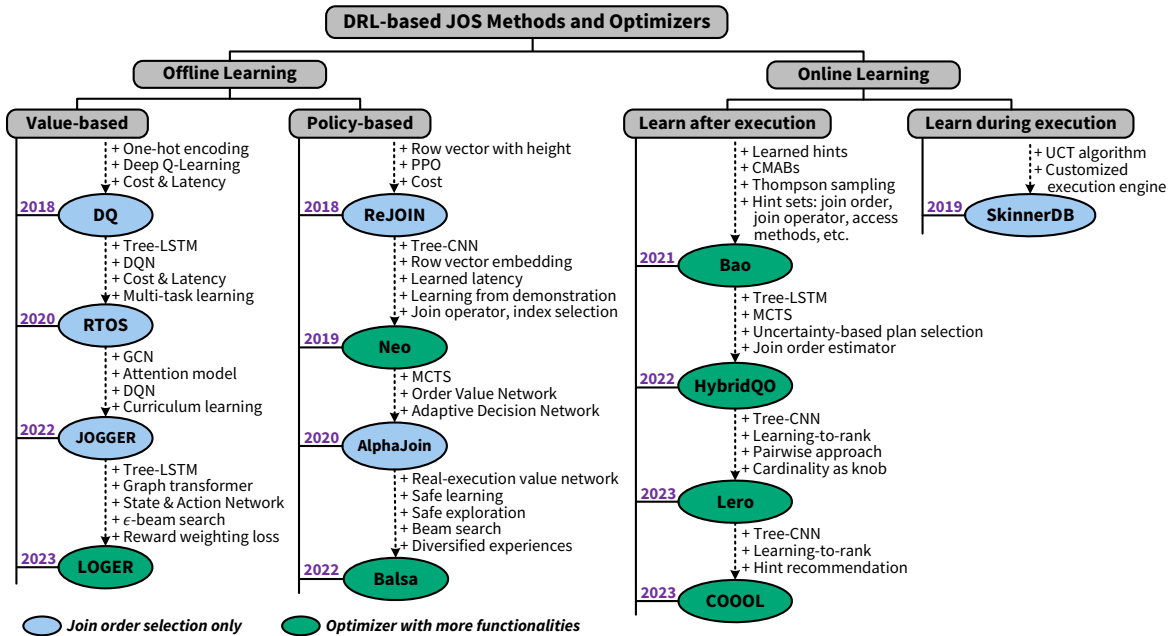 DRL-based JOS Methods and Optimizers
Offline Learning
Online Learning
Value-based
Policy-based
Learn after execution
Learn during execution
+ One-hot encoding
+ Deep Q-Learning
+ Cost & Latency
2018
DQ
+ Tree-LSTM
+ DQN
+ Cost & Latency
+ Multi-task learning
2020
RTOS
+ GCN
+ Attention model
+ DQN
+ Curriculum learning
2022
JOGGER
+ Tree-LSTM
+ Graph transformer
+ State & Action Network
+ ϵ-beam search
+ Reward weighting loss
2023
LOGER
+ Row vector with height
+ PPO
+ Cost
2018
ReJOIN
+ Tree-CNN
+ Row vector embedding
+ Learned latency
+ Learning from demonstration
+ Join operator, index selection
2019
Neo
+ MCTS
+ Order Value Network
+ Adaptive Decision Network
2020
AlphaJoin
+ Real-execution value network
+ Safe learning
+ Safe exploration
+ Beam search
+ Diversified experiences
2022
Balsa
+ Learned hints
+ CMABs
+ Thompson sampling
+ Hint sets: join order,
join operator, access
methods, etc.
2021
Bao
+ Tree-LSTM
+ MCTS
+ Uncertainty-based plan selection
+ Join order estimator
2022
HybridQO
+ Tree-CNN
+ Learning-to-rank
+ Pairwise approach
+ Cardinality as knob
2023
Lero
+ Tree-CNN
+ Learning-to-rank
+ Hint recommendation
2023
COOOL
+ UCT algorithm
+ Customized
execution engine
2019
SkinnerDB
Join order selection only
Optimizer with more functionalities